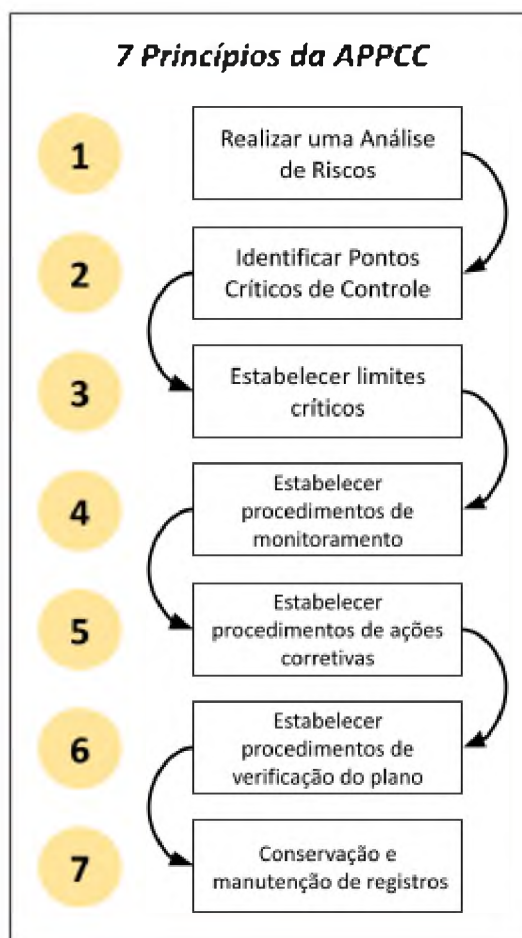 7 Princípios da APPCC
1
Realizar uma Análise
de Riscos
2
Identificar Pontos
Críticos de Controle
3
Estabelecer limites
críticos
4
Estabelecer
procedimentos de
monitoramento
5
Estabelecer
procedimentos de ações
corretivas
6
Estabelecer
procedimentos de
verificação do plano
7
Conservação e
manutenção de registros